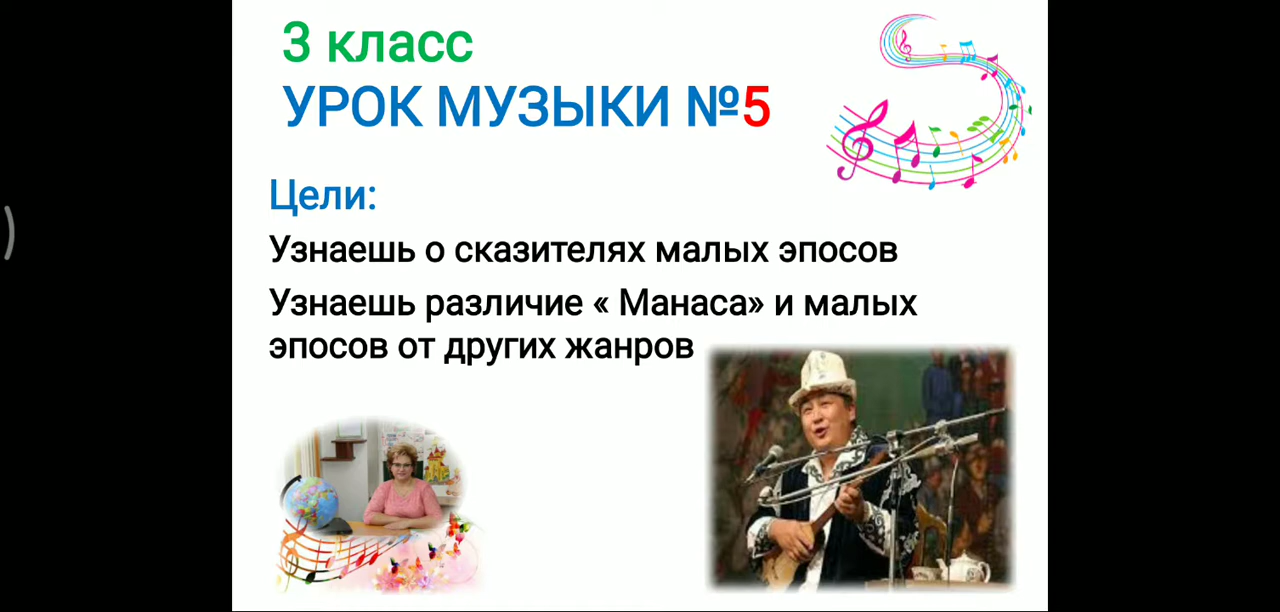 3 класс
УРОК МУЗЫКИ №5
Цели:
Узнаешь о сказителях малых эпосов
Узнаешь различие « Манаса» и малых
эпосов от других жанров